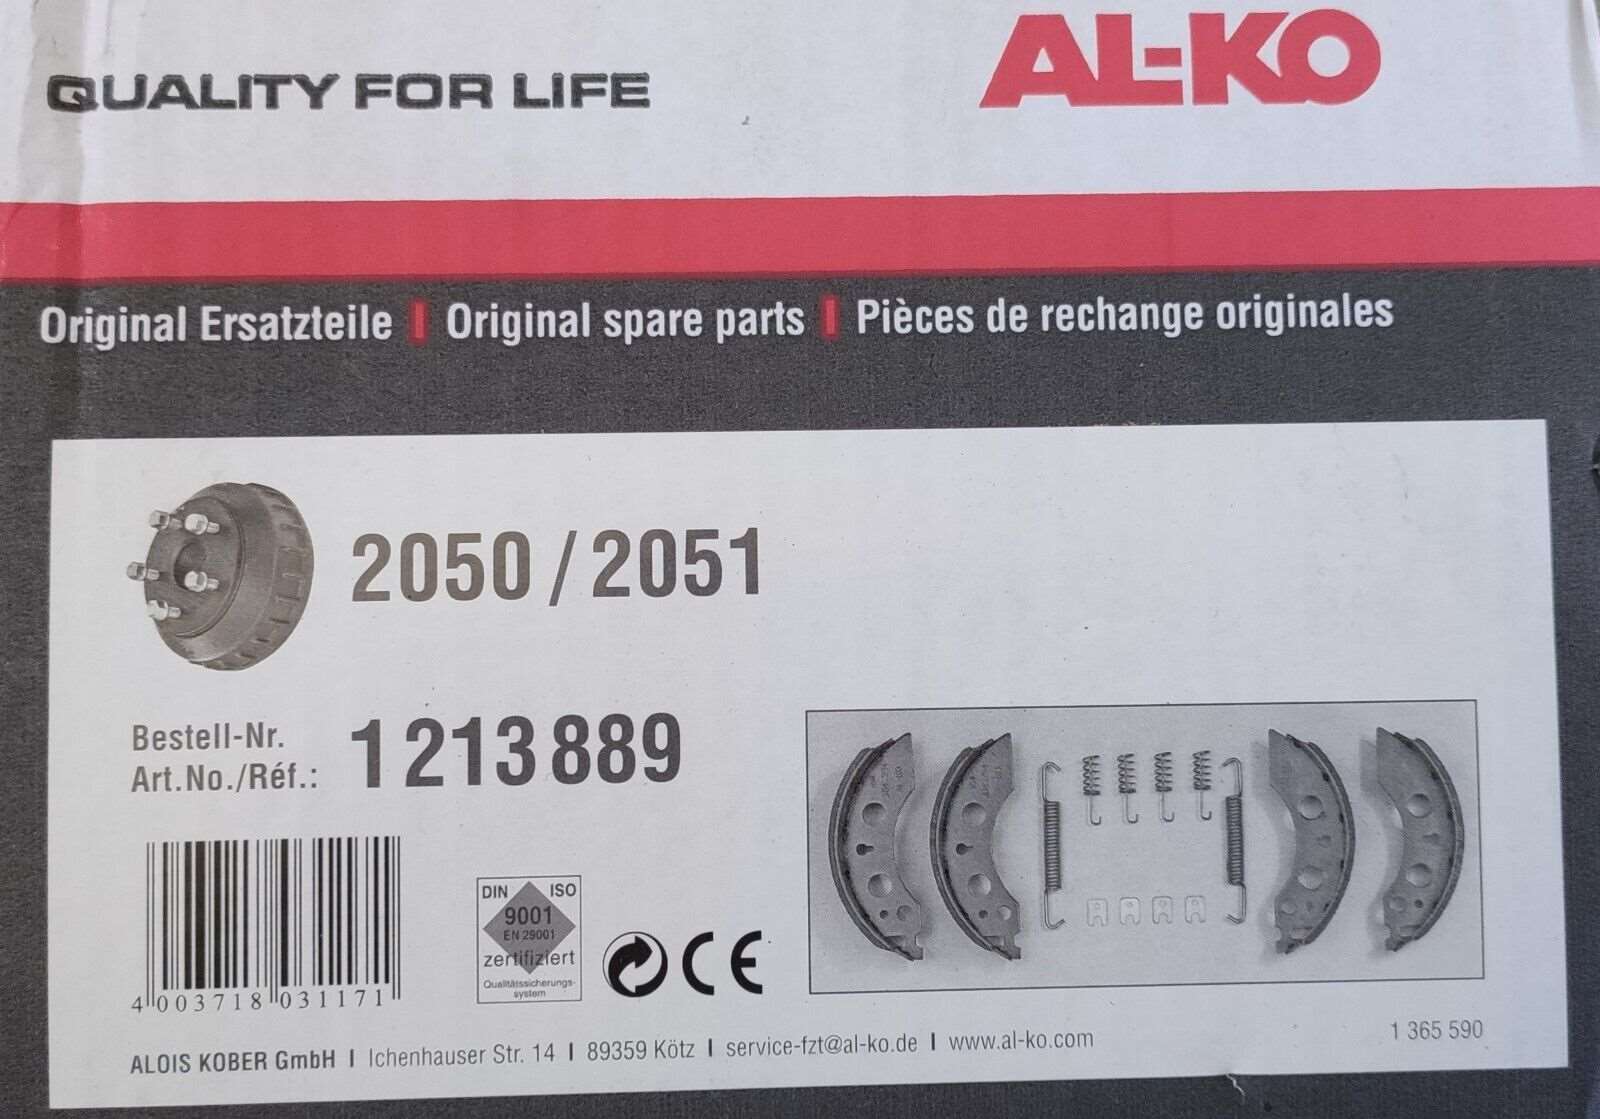 QUALITY FOR LIFE
AL-KO
Original Ersatzteile | Original spare parts | Pièces de rechange originales
2050 / 2051
Bestell-Nr.
Art.No./Réf.: 1 213 889
DIN ISO
9001
EN 29001
zertifiziert
Qualitätssicherungs-
system
CE
4 003718 031171
ALOIS KOBER GmbH | Ichenhauser Str. 14 | 89359 Kötz | service-fzt@al-ko.de | www.al-ko.com
1 365 590